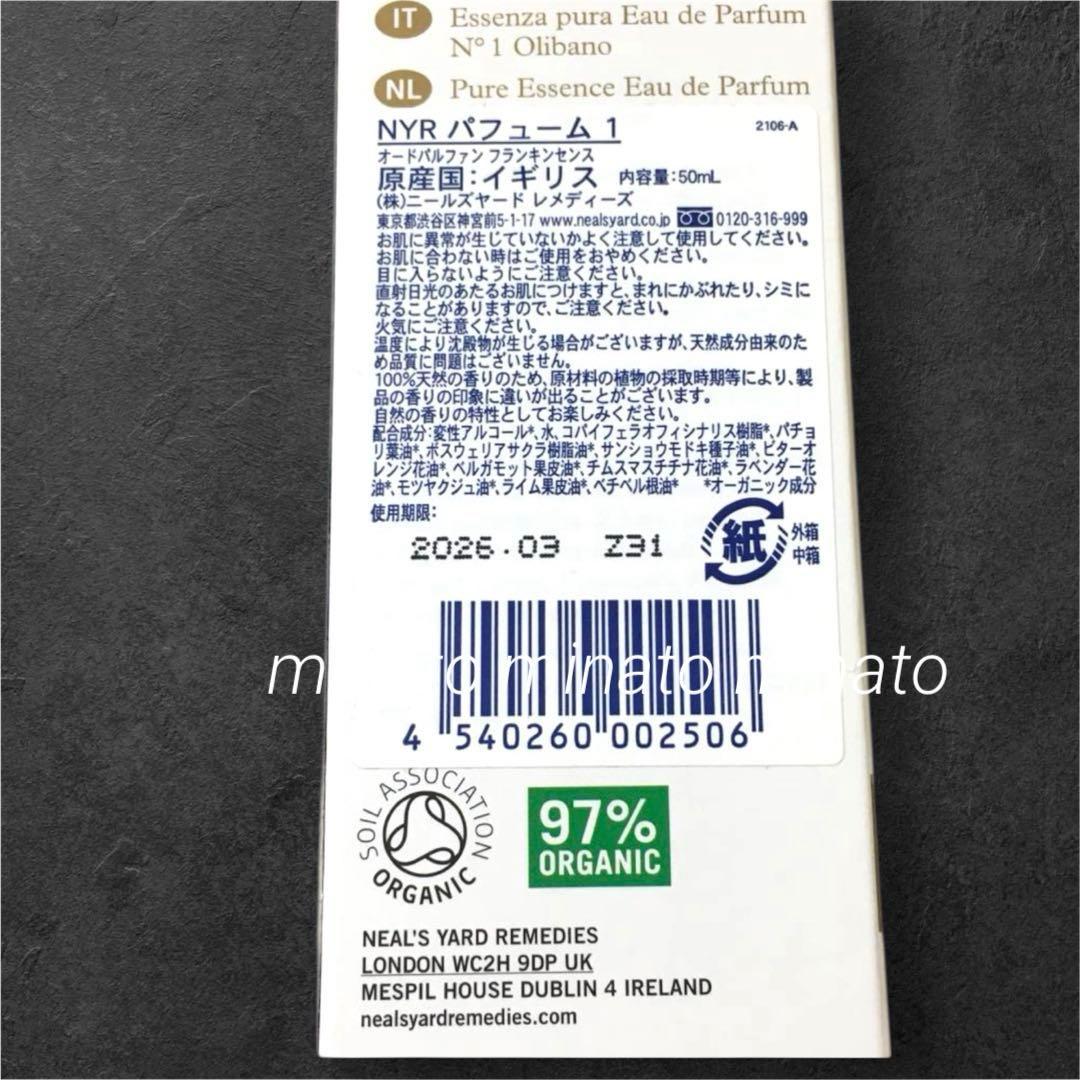 IT Essenza pura Eau de Parfum
N° 1 Olibano
NL Pure Essence Eau de Parfum
NYR パフューム 1 2106-A
オードパルファン フランキンセンス
原産国:イギリス 内容量:50mL
(株)ニールズヤード レメディーズ
東京都渋谷区神宮前5-1-17 www.nealsyard.co.jp 0120-316-999
お肌に異常が生じていないかよく注意して使用してください。
お肌に合わない時はご使用をおやめください。
目に入らないようにご注意ください。
直射日光のあたるお肌につけますと、まれにかぶれたり、シミに
なることがありますので、ご注意ください。
火気にご注意ください。
温度により沈殿物が生じる場合がございますが、天然成分由来のた
め品質に問題はございません。
100%天然の香りのため、原材料の植物の採取時期等により、製
品の香りの印象に違いが出ることがございます。
自然の香りの特性としてお楽しみください。
配合成分:変性アルコール*、水、コパイフェラオフィシナリス樹脂*、パチョ
リ葉油*、ボスウェリアサクラ樹脂油*、サンショウモドキ種子油*、ビターオ
レンジ花油*、ベルガモット果皮油*、チムスマスチチナ花油*、ラベンダー花
油*、モツヤクジュ油*、ライム果皮油*、ベチベル根油* *オーガニック成分
使用期限:
2026.03 Z31
紙 外箱
中箱
m inato m inato
4 540260 002506
SOIL ASSOCIATION
ORGANIC
97%
ORGANIC
NEAL'S YARD REMEDIES
LONDON WC2H 9DP UK
MESPIL HOUSE DUBLIN 4 IRELAND
nealsyardremedies.com